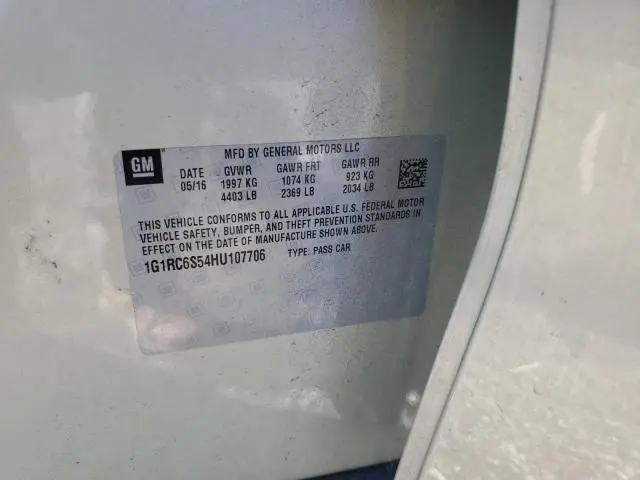 GM
MFD BY GENERAL MOTORS LLC
DATE GVWR GAWR FRT GAWR RR
05/16 1997 KG 1074 KG 923 KG
4403 LB 2369 LB 2034 LB
THIS VEHICLE CONFORMS TO ALL APPLICABLE U.S. FEDERAL MOTOR
VEHICLE SAFETY, BUMPER, AND THEFT PREVENTION STANDARDS IN
EFFECT ON THE DATE OF MANUFACTURE SHOWN ABOVE.
1G1RC6S54HU107706 TYPE: PASS CAR